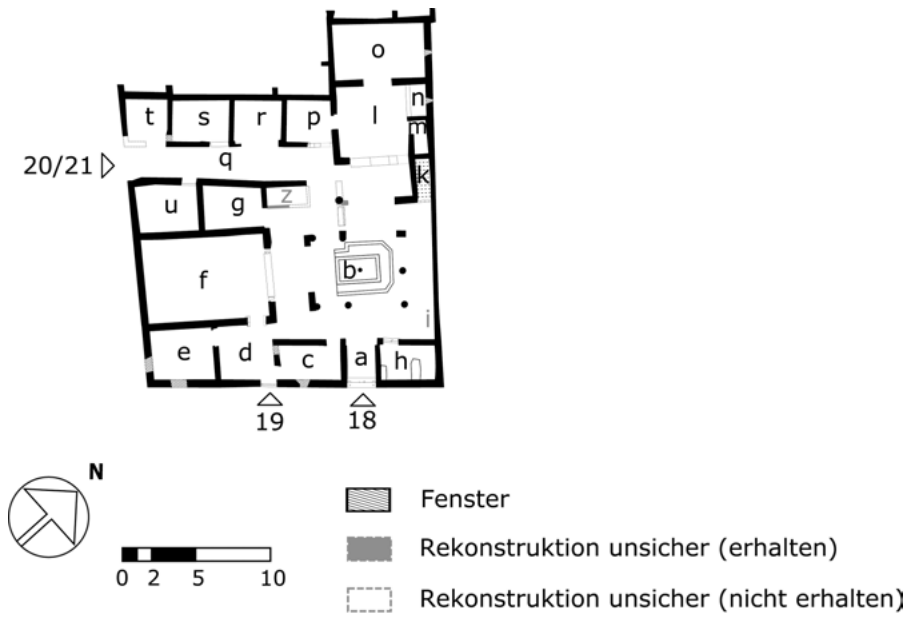 o
n
t s r p l
m
20/21 q
k
u g z
b
f
e d c a h
19 18
N
Fenster
Rekonstruktion unsicher (erhalten)
0 2 5 10
Rekonstruktion unsicher (nicht erhalten)